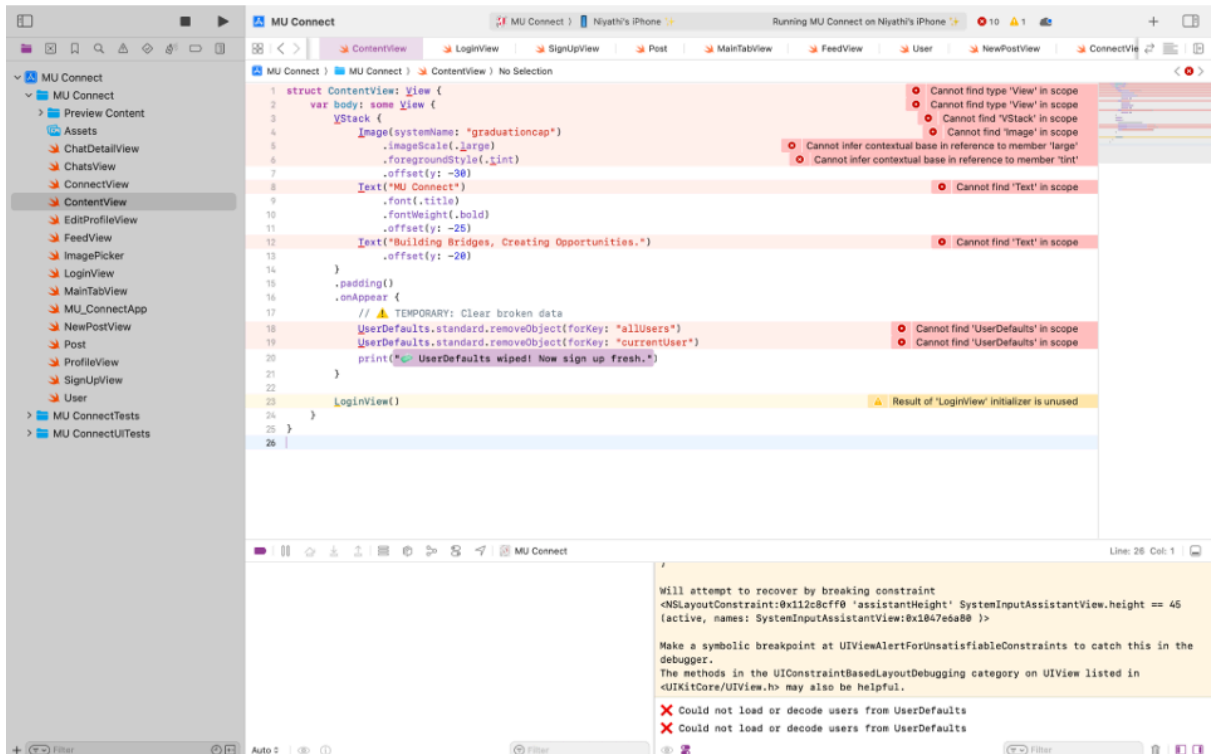 MU Connect
MU Connect 〉 Niyathi's iPhone
Running MU Connect on Niyathi's iPhone
10
1
ContentView
LoginView
SignUpView
Post
MainTabView
FeedView
User
NewPostView
ConnectVie
MU Connect 〉 MU Connect 〉 ContentView 〉 No Selection
MU Connect
MU Connect
Preview Content
Assets
ChatDetailView
ChatsView
ConnectView
ContentView
EditProfileView
FeedView
ImagePicker
LoginView
MainTabView
MU_ConnectApp
NewPostView
Post
ProfileView
SignUpView
User
MU ConnectTests
MU ConnectUITests
1 struct ContentView: View { Cannot find type 'View' in scope
2 var body: some View { Cannot find type 'View' in scope
3 VStack { Cannot find 'VStack' in scope
4 Image(systemName: "graduationcap") Cannot find 'Image' in scope
5 .imageScale(.large) Cannot infer contextual base in reference to member 'large'
6 .foregroundStyle(.tint) Cannot infer contextual base in reference to member 'tint'
7 .offset(y: -30)
8 Text("MU Connect") Cannot find 'Text' in scope
9 .font(.title)
10 .fontWeight(.bold)
11 .offset(y: -25)
12 Text("Building Bridges, Creating Opportunities.") Cannot find 'Text' in scope
13 .offset(y: -20)
14 }
15 .padding()
16 .onAppear {
17 // ⚠️ TEMPORARY: Clear broken data
18 UserDefaults.standard.removeObject(forKey: "allUsers") Cannot find 'UserDefaults' in scope
19 UserDefaults.standard.removeObject(forKey: "currentUser") Cannot find 'UserDefaults' in scope
20 print("🧼 UserDefaults wiped! Now sign up fresh.")
21 }
22
23 LoginView() Result of 'LoginView' initializer is unused
24 }
25 }
26
MU Connect
Line: 26 Col: 1
)
Will attempt to recover by breaking constraint
<NSLayoutConstraint:0x112c8cff0 'assistantHeight' SystemInputAssistantView.height == 45
(active, names: SystemInputAssistantView:0x1047e6a80 )>
Make a symbolic breakpoint at UIViewAlertForUnsatisfiableConstraints to catch this in the
debugger.
The methods in the UIConstraintBasedLayoutDebugging category on UIView listed in
<UIKitCore/UIView.h> may also be helpful.
❌ Could not load or decode users from UserDefaults
❌ Could not load or decode users from UserDefaults
Filter
Auto
Filter
Filter